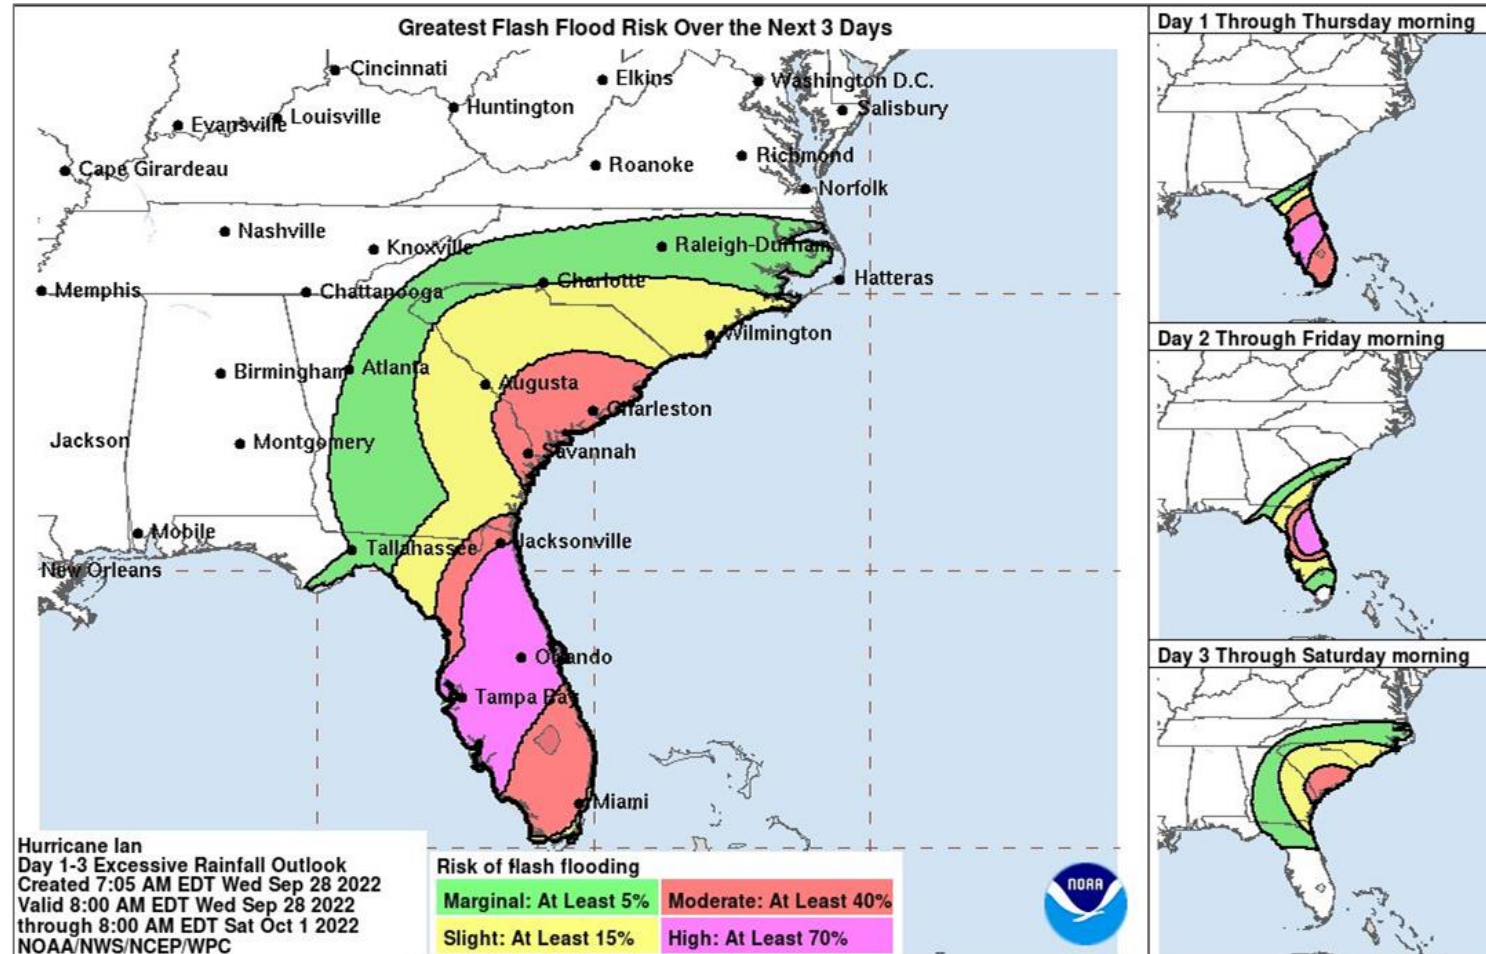 Greatest Flash Flood Risk Over the Next 3 Days
Cincinnati
Elkins
Washington D.C.
Huntington
Salisbury
Louisville
Evansville
Richmond
Roanoke
Cape Girardeau
Norfolk
Nashville
Knoxville
Raleigh-Durham
Hatteras
Charlotte
Memphis
Chattanooga
Wilmington
Birmingham
Atlanta
Augusta
Charleston
Jackson
Montgomery
Savannah
Mobile
Tallahassee
Jacksonville
New Orleans
Orlando
Tampa Bay
Miami
Hurricane Ian
Day 1-3 Excessive Rainfall Outlook
Created 7:05 AM EDT Wed Sep 28 2022
Valid 8:00 AM EDT Wed Sep 28 2022
through 8:00 AM EDT Sat Oct 1 2022
NOAA/NWS/NCEP/WPC
Risk of flash flooding
Marginal: At Least 5%
Moderate: At Least 40%
Slight: At Least 15%
High: At Least 70%
NOAA
Day 1 Through Thursday morning
Day 2 Through Friday morning
Day 3 Through Saturday morning